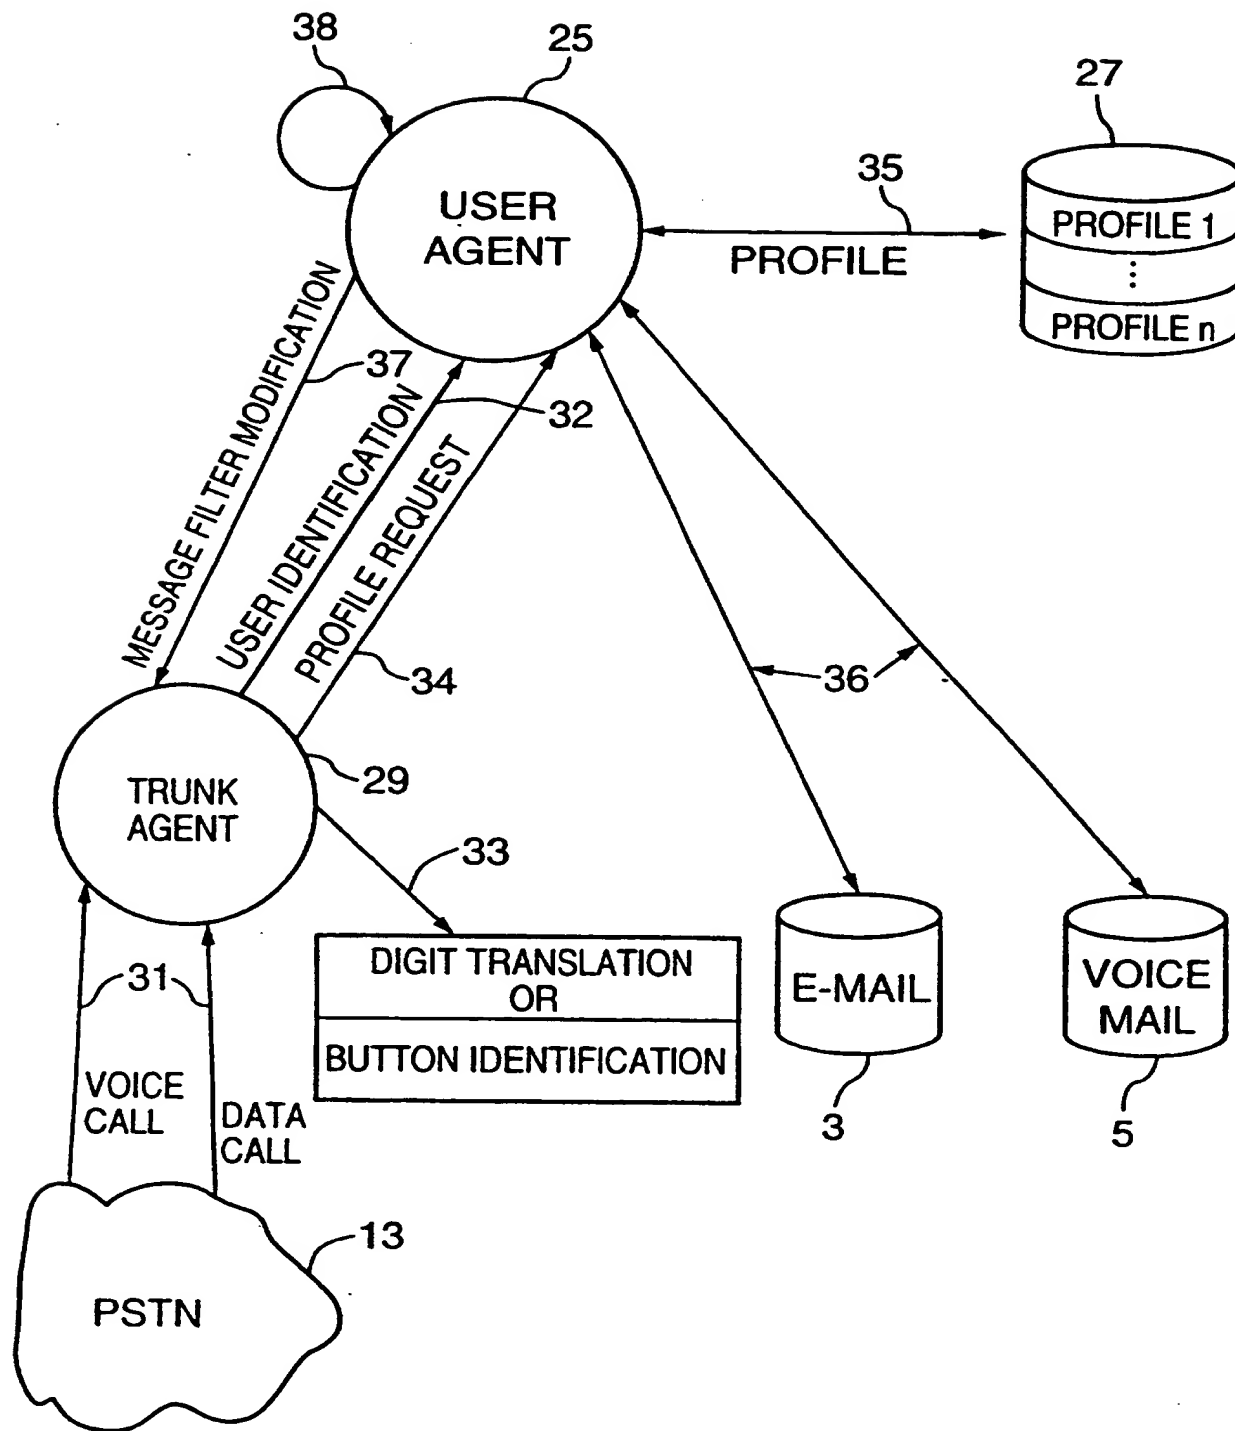 38
25
27
USER
AGENT
35
PROFILE
PROFILE 1
⋮
PROFILE n
MESSAGE FILTER MODIFICATION
37
USER IDENTIFICATION
32
PROFILE REQUEST
34
36
29
TRUNK
AGENT
33
DIGIT TRANSLATION
OR
BUTTON IDENTIFICATION
E-MAIL
3
VOICE
MAIL
5
31
VOICE
CALL
DATA
CALL
13
PSTN